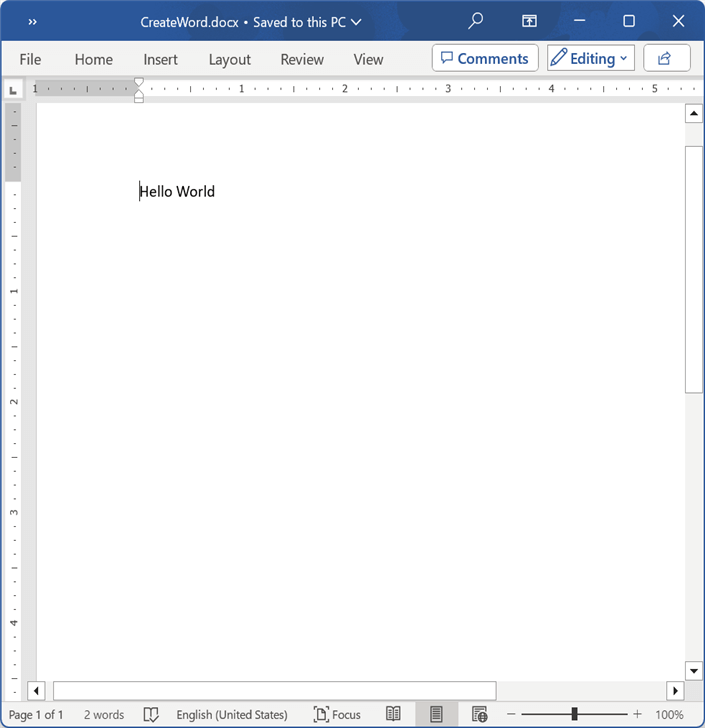 » CreateWord.docx • Saved to this PC
File Home Insert Layout Review View Comments Editing
1 1 2 3 4 5
Hello World
1
2
3
4
Page 1 of 1 2 words English (United States) Focus 100%